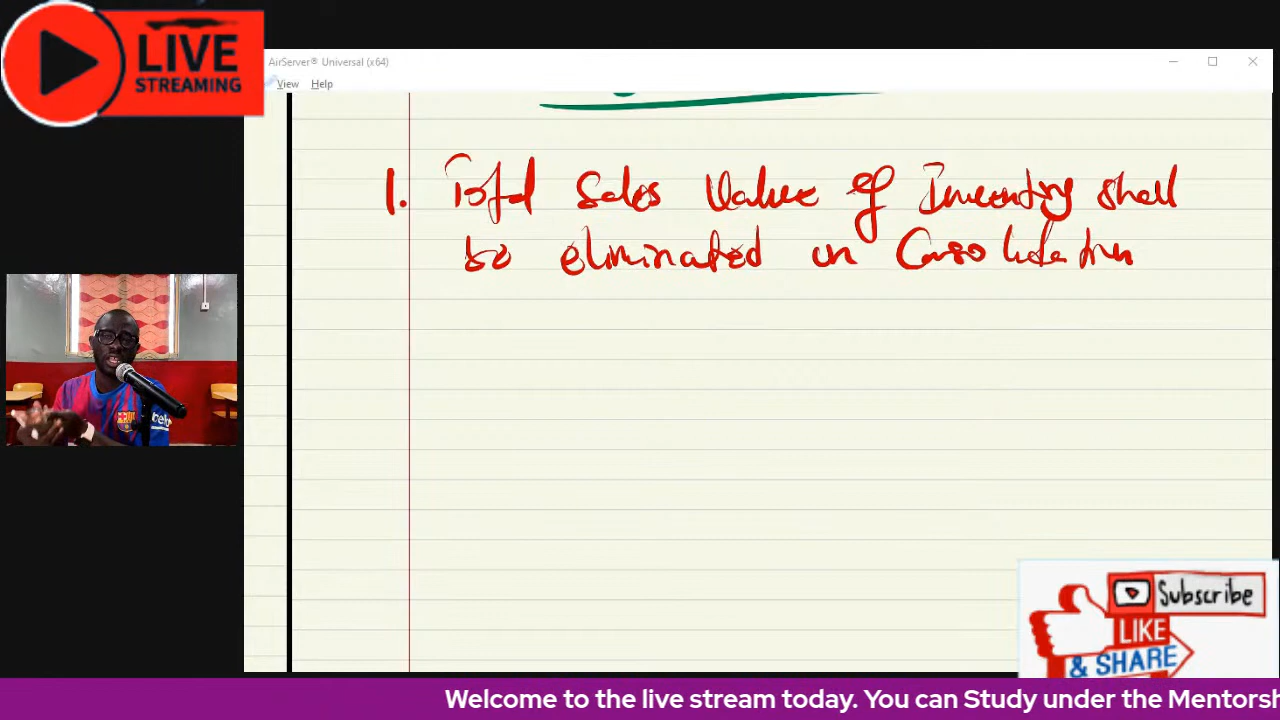 LIVE
STREAMING
AirServer® Universal (x64)
View Help
1. Total Sales Value of Inventory shall
be eliminated on Consolidation
Subscribe
LIKE
& SHARE
Welcome to the live stream today. You can Study under the Mentorsh